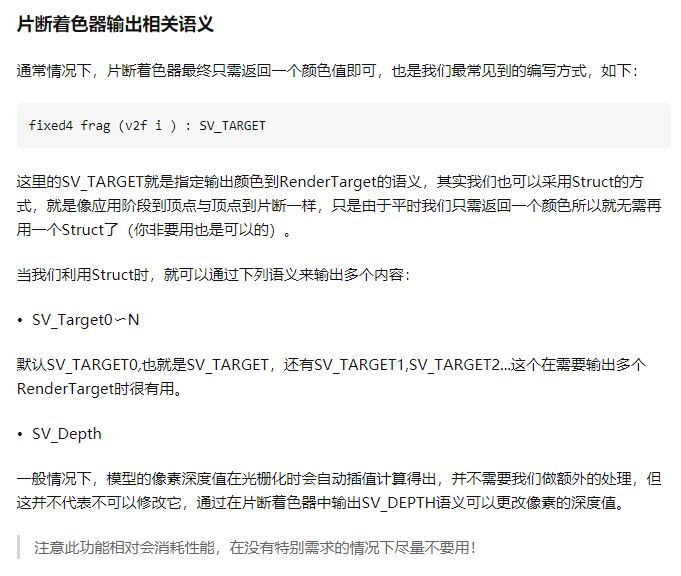 片断着色器输出相关语义
通常情况下，片断着色器最终只需返回一个颜色值即可，也是我们最常见到的编写方式，如下：
fixed4 frag (v2f i ) : SV_TARGET
这里的SV_TARGET就是指定输出颜色到RenderTarget的语义，其实我们也可以采用Struct的方
式，就是像应用阶段到顶点与顶点到片断一样，只是由于平时我们只需返回一个颜色所以就无需再
用一个Struct了（你非要用也是可以的）。
当我们利用Struct时，就可以通过下列语义来输出多个内容：
• SV_Target0∽N
默认SV_TARGET0,也就是SV_TARGET，还有SV_TARGET1,SV_TARGET2...这个在需要输出多个
RenderTarget时很有用。
• SV_Depth
一般情况下，模型的像素深度值在光栅化时会自动插值计算得出，并不需要我们做额外的处理，但
这并不代表不可以修改它，通过在片断着色器中输出SV_DEPTH语义可以更改像素的深度值。
注意此功能相对会消耗性能，在没有特别需求的情况下尽量不要用！